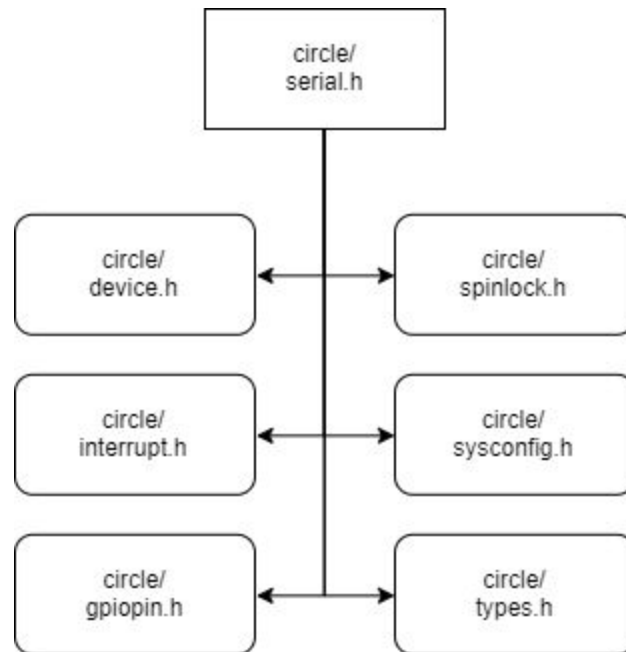 circle/
serial.h
circle/
device.h
circle/
spinlock.h
circle/
interrupt.h
circle/
sysconfig.h
circle/
gpiopin.h
circle/
types.h